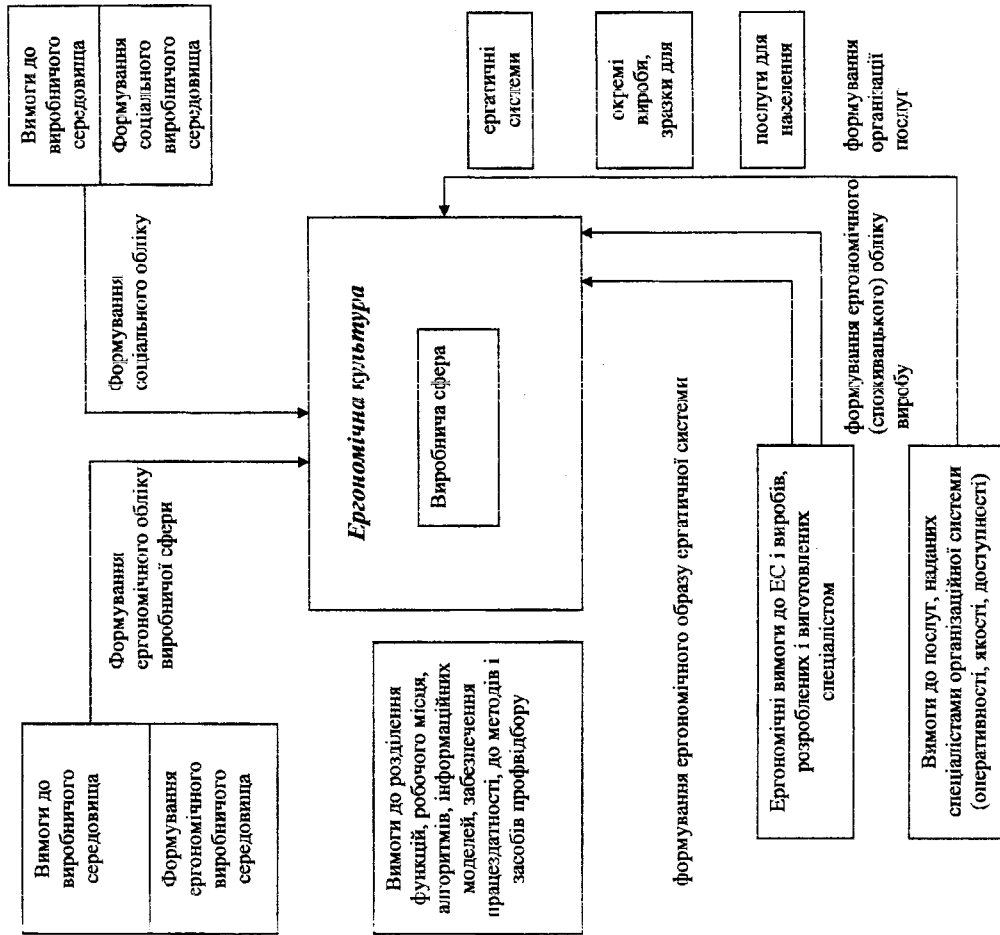 Вимоги до
виробничого
середовища
Формування
ергономічного
виробничого
середовища
Формування
ергономічного обліку
виробничої сфери
Формування
соціального обліку
Вимоги до
виробничого
середовища
Формування
соціального
виробничого
середовища
Вимоги до розділення
функцій, робочого місця,
алгоритмів, інформаційних
моделей, забезпечення
працездатності, до методів і
засобів профвідбору
Ергономічна культура
Виробнича сфера
ергатичні
системи
окремі
вироби,
зразки для
послуги для
населення
формування
організації
послуг
формування ергономічного образу ергатичної системи
Ергономічні вимоги до ЕС і виробів,
розроблених і виготовлених
спеціалістом
формування ергономічного
(споживацького) обліку
виробу
Вимоги до послуг, наданих
спеціалістами організаційної системи
(оперативності, якості, доступності)